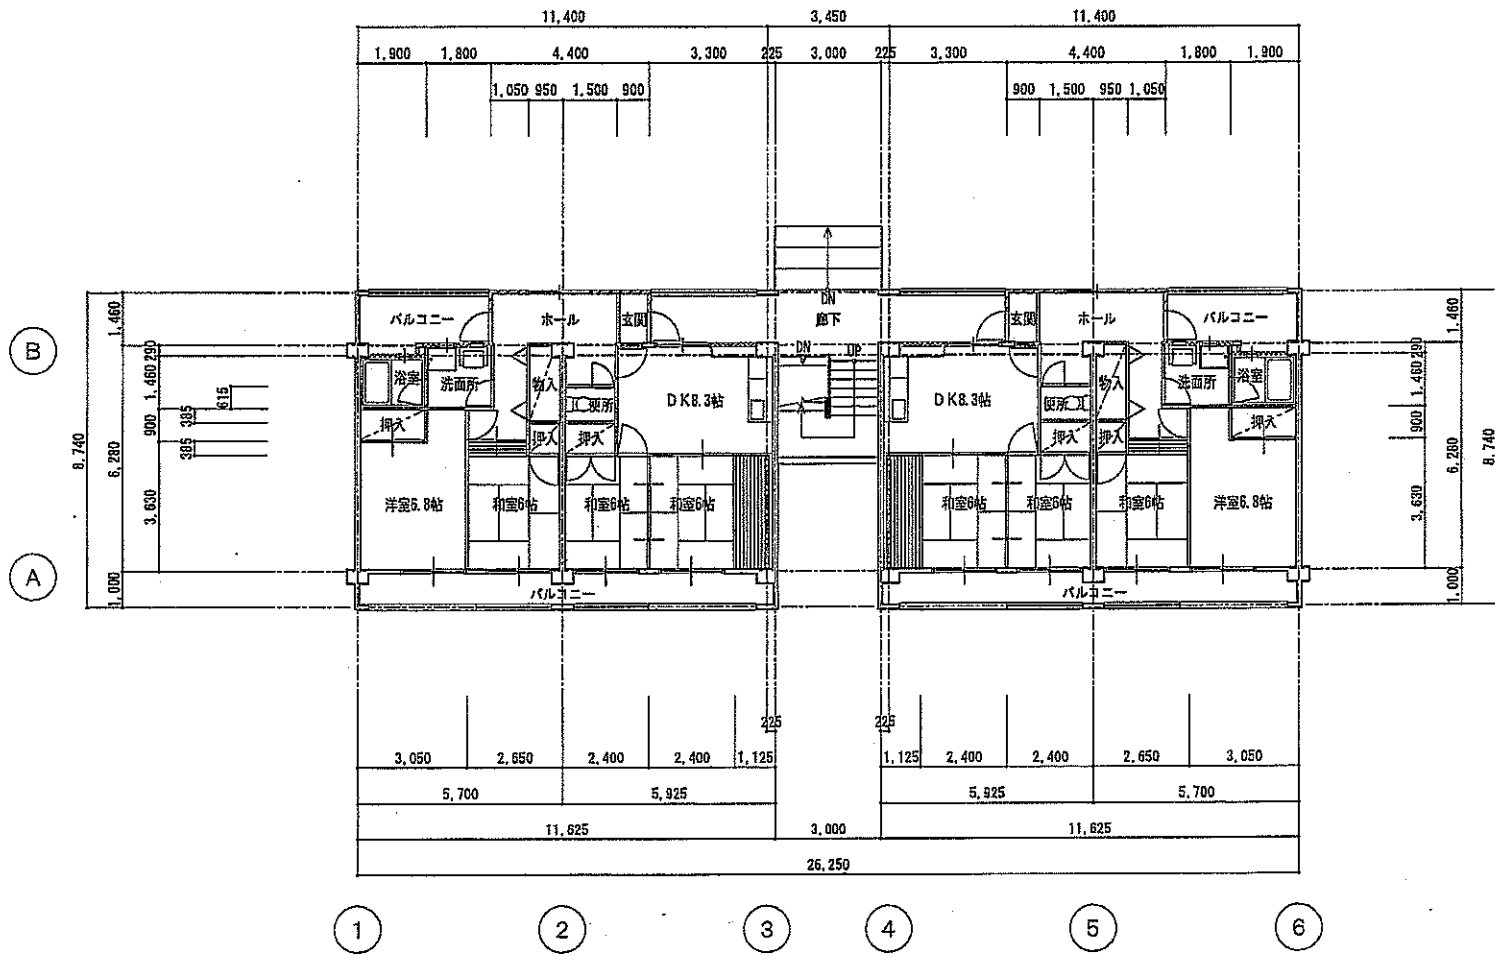 11,400 3,450 11,400
1,900 1,800 4,400 3,300 225 3,000 225 3,300 4,400 1,800 1,900
1,050 950 1,500 900 900 1,500 950 1,050
DN
バルコニー ホール 玄関 廊下 玄関 ホール バルコニー
1,460 1,460
B
DN UP
290 290
浴室 洗面所 物入 便所 DK8.3帖 DK8.3帖 便所 物入 洗面所 浴室
1,460 615 1,460
押入 押入 押入 押入 押入 押入
900 385 900
385
8,740 6,280 6,280 8,740
洋室6.8帖 和室6帖 和室6帖 和室6帖 和室6帖 和室6帖 和室6帖 洋室6.8帖
3,630 3,630
A
バルコニー バルコニー
1,000 1,000
225 225
3,050 2,650 2,400 2,400 1,125 1,125 2,400 2,400 2,650 3,050
5,700 5,925 5,925 5,700
11,625 3,000 11,625
26,250
1 2 3 4 5 6